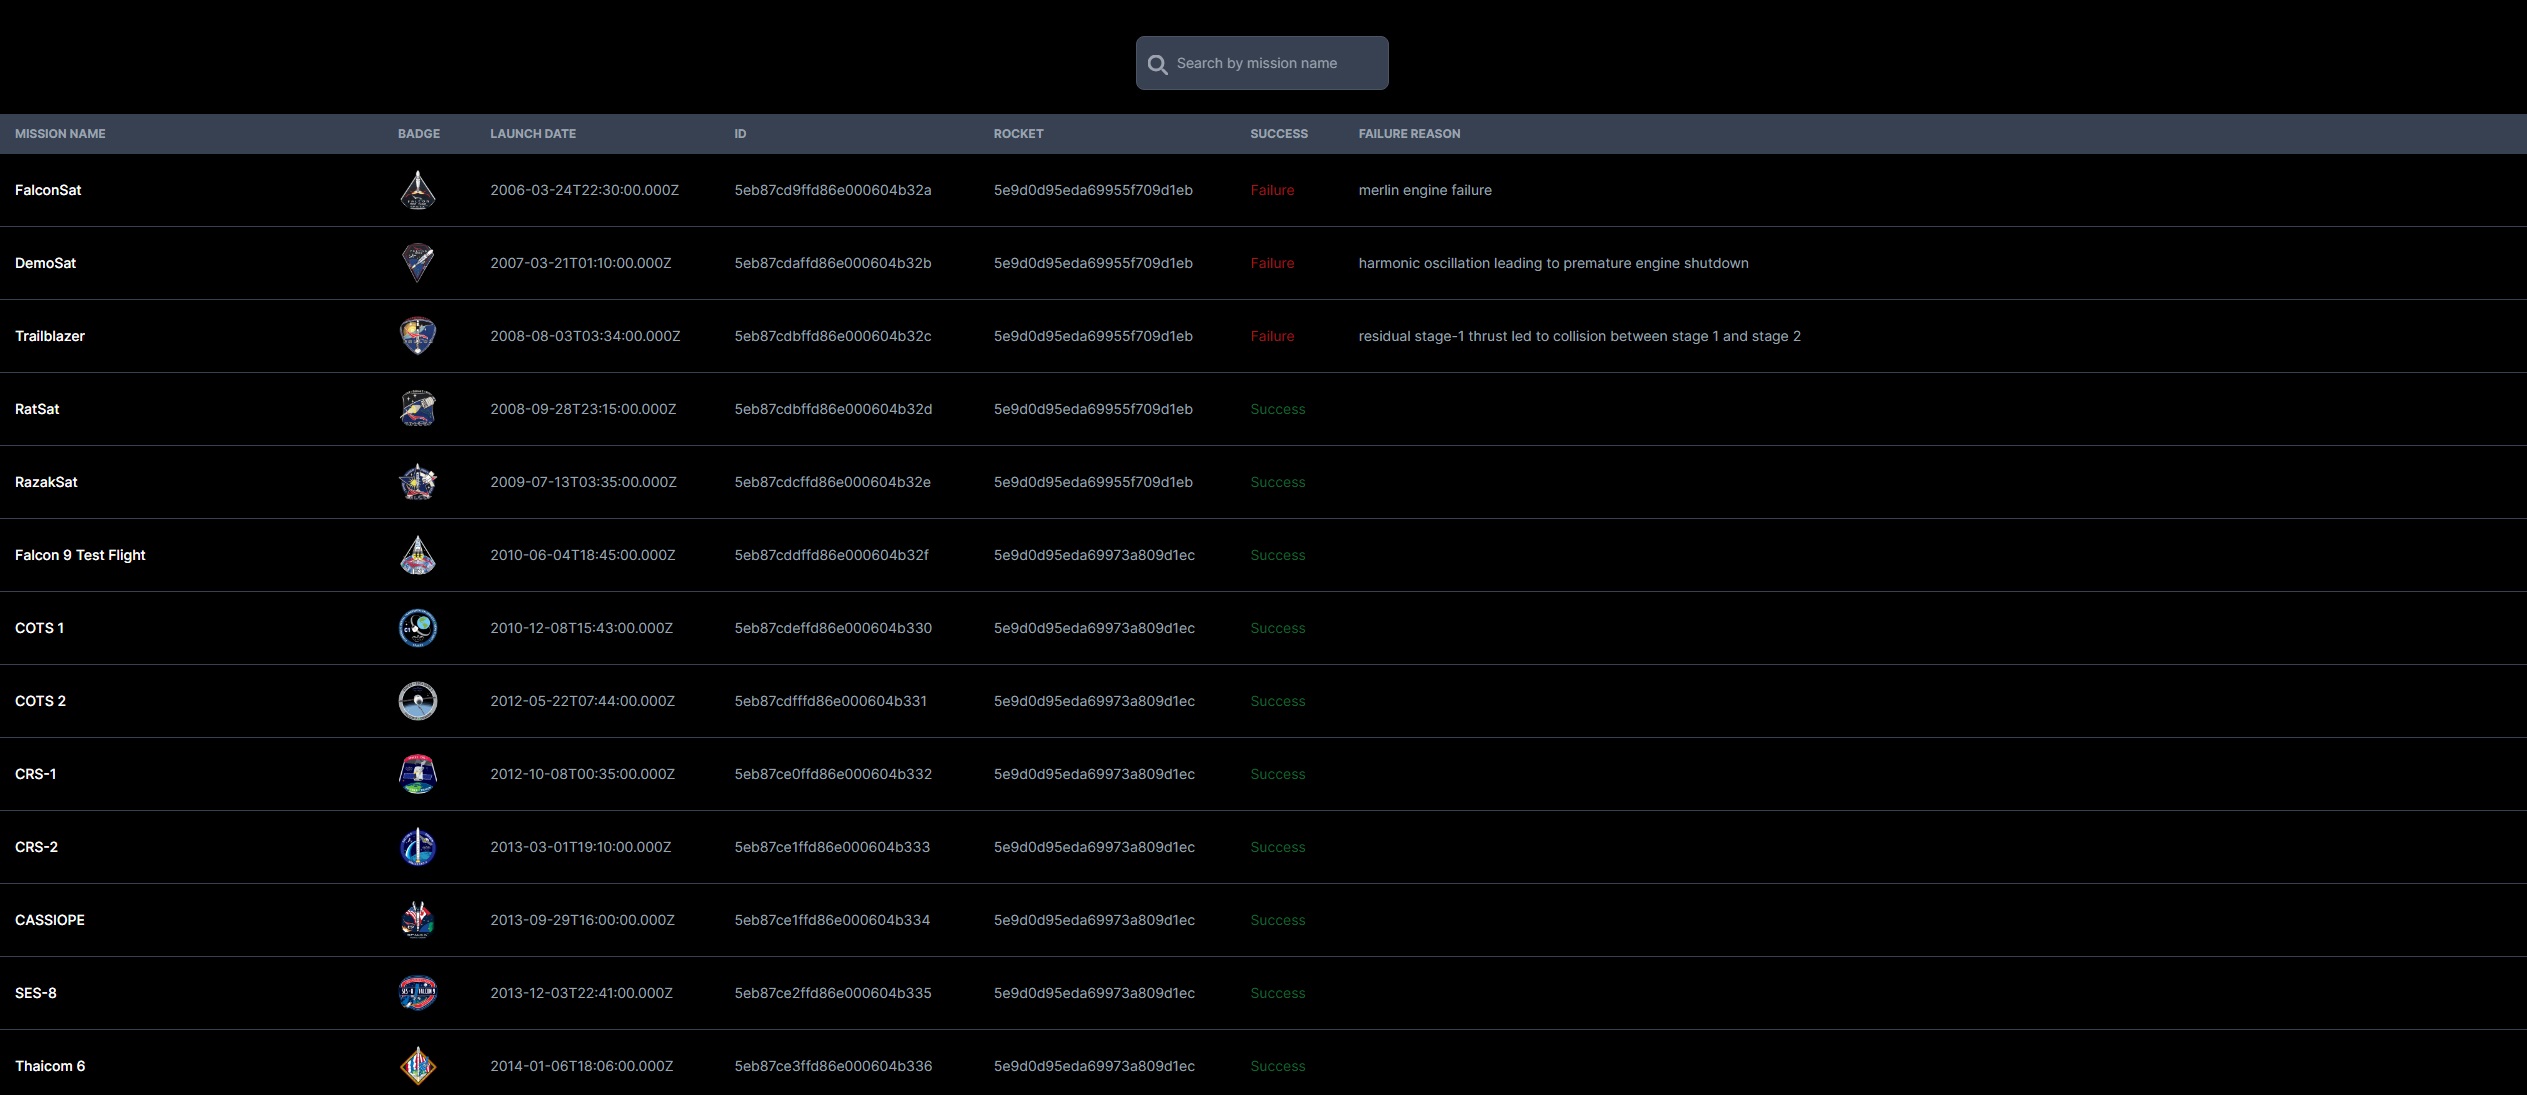 Search by mission name
MISSION NAME BADGE LAUNCH DATE ID ROCKET SUCCESS FAILURE REASON
FalconSat 2006-03-24T22:30:00.000Z 5eb87cd9ffd86e000604b32a 5e9d0d95eda69955f709d1eb Failure merlin engine failure
DemoSat 2007-03-21T01:10:00.000Z 5eb87cdaffd86e000604b32b 5e9d0d95eda69955f709d1eb Failure harmonic oscillation leading to premature engine shutdown
Trailblazer 2008-08-03T03:34:00.000Z 5eb87cdbffd86e000604b32c 5e9d0d95eda69955f709d1eb Failure residual stage-1 thrust led to collision between stage 1 and stage 2
RatSat 2008-09-28T23:15:00.000Z 5eb87cdbffd86e000604b32d 5e9d0d95eda69955f709d1eb Success
RazakSat 2009-07-13T03:35:00.000Z 5eb87cdcffd86e000604b32e 5e9d0d95eda69955f709d1eb Success
Falcon 9 Test Flight 2010-06-04T18:45:00.000Z 5eb87cddffd86e000604b32f 5e9d0d95eda69973a809d1ec Success
COTS 1 2010-12-08T15:43:00.000Z 5eb87cdeffd86e000604b330 5e9d0d95eda69973a809d1ec Success
COTS 2 2012-05-22T07:44:00.000Z 5eb87cdfffd86e000604b331 5e9d0d95eda69973a809d1ec Success
CRS-1 2012-10-08T00:35:00.000Z 5eb87ce0ffd86e000604b332 5e9d0d95eda69973a809d1ec Success
CRS-2 2013-03-01T19:10:00.000Z 5eb87ce1ffd86e000604b333 5e9d0d95eda69973a809d1ec Success
CASSIOPE 2013-09-29T16:00:00.000Z 5eb87ce1ffd86e000604b334 5e9d0d95eda69973a809d1ec Success
SES-8 2013-12-03T22:41:00.000Z 5eb87ce2ffd86e000604b335 5e9d0d95eda69973a809d1ec Success
Thaicom 6 2014-01-06T18:06:00.000Z 5eb87ce3ffd86e000604b336 5e9d0d95eda69973a809d1ec Success